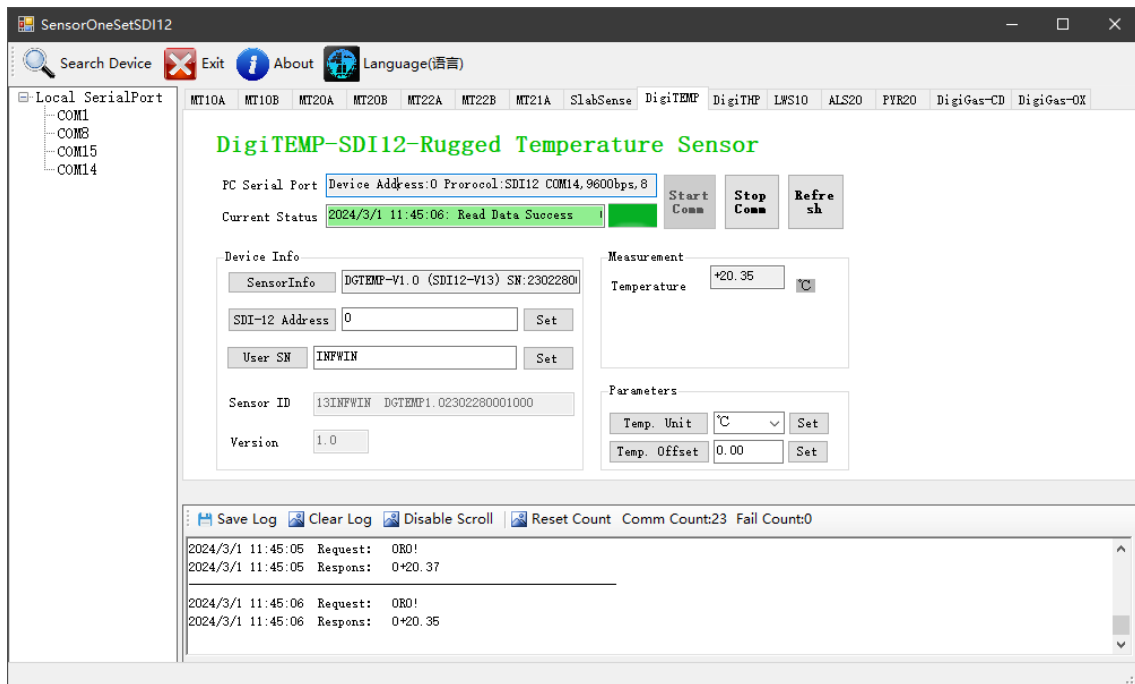 SensorOneSetSDI12
Search Device Exit About Language(语言)
Local SerialPort
COM1
COM8
COM15
COM14
MT10A MT10B MT20A MT20B MT22A MT22B MT21A SlabSense DigiTEMP DigiTHP LWS10 ALS20 PYR20 DigiGas-CD DigiGas-OX
DigiTEMP-SDI12-Rugged Temperature Sensor
PC Serial Port Device Address:0 Prorocol:SDI12 COM14,9600bps,8
Current Status 2024/3/1 11:45:06: Read Data Success
Start Comm
Stop Comm
Refresh
Device Info
SensorInfo DGTEMP-V1.0 (SDI12-V13) SN:2302280
SDI-12 Address 0 Set
User SN INFWIN Set
Sensor ID 13INFWIN DGTEMP1.02302280001000
Version 1.0
Measurement
Temperature +20.35 ℃
Parameters
Temp. Unit ℃ Set
Temp. Offset 0.00 Set
Save Log Clear Log Disable Scroll Reset Count Comm Count:23 Fail Count:0
2024/3/1 11:45:05 Request: 0R0!
2024/3/1 11:45:05 Respons: 0+20.37
2024/3/1 11:45:06 Request: 0R0!
2024/3/1 11:45:06 Respons: 0+20.35